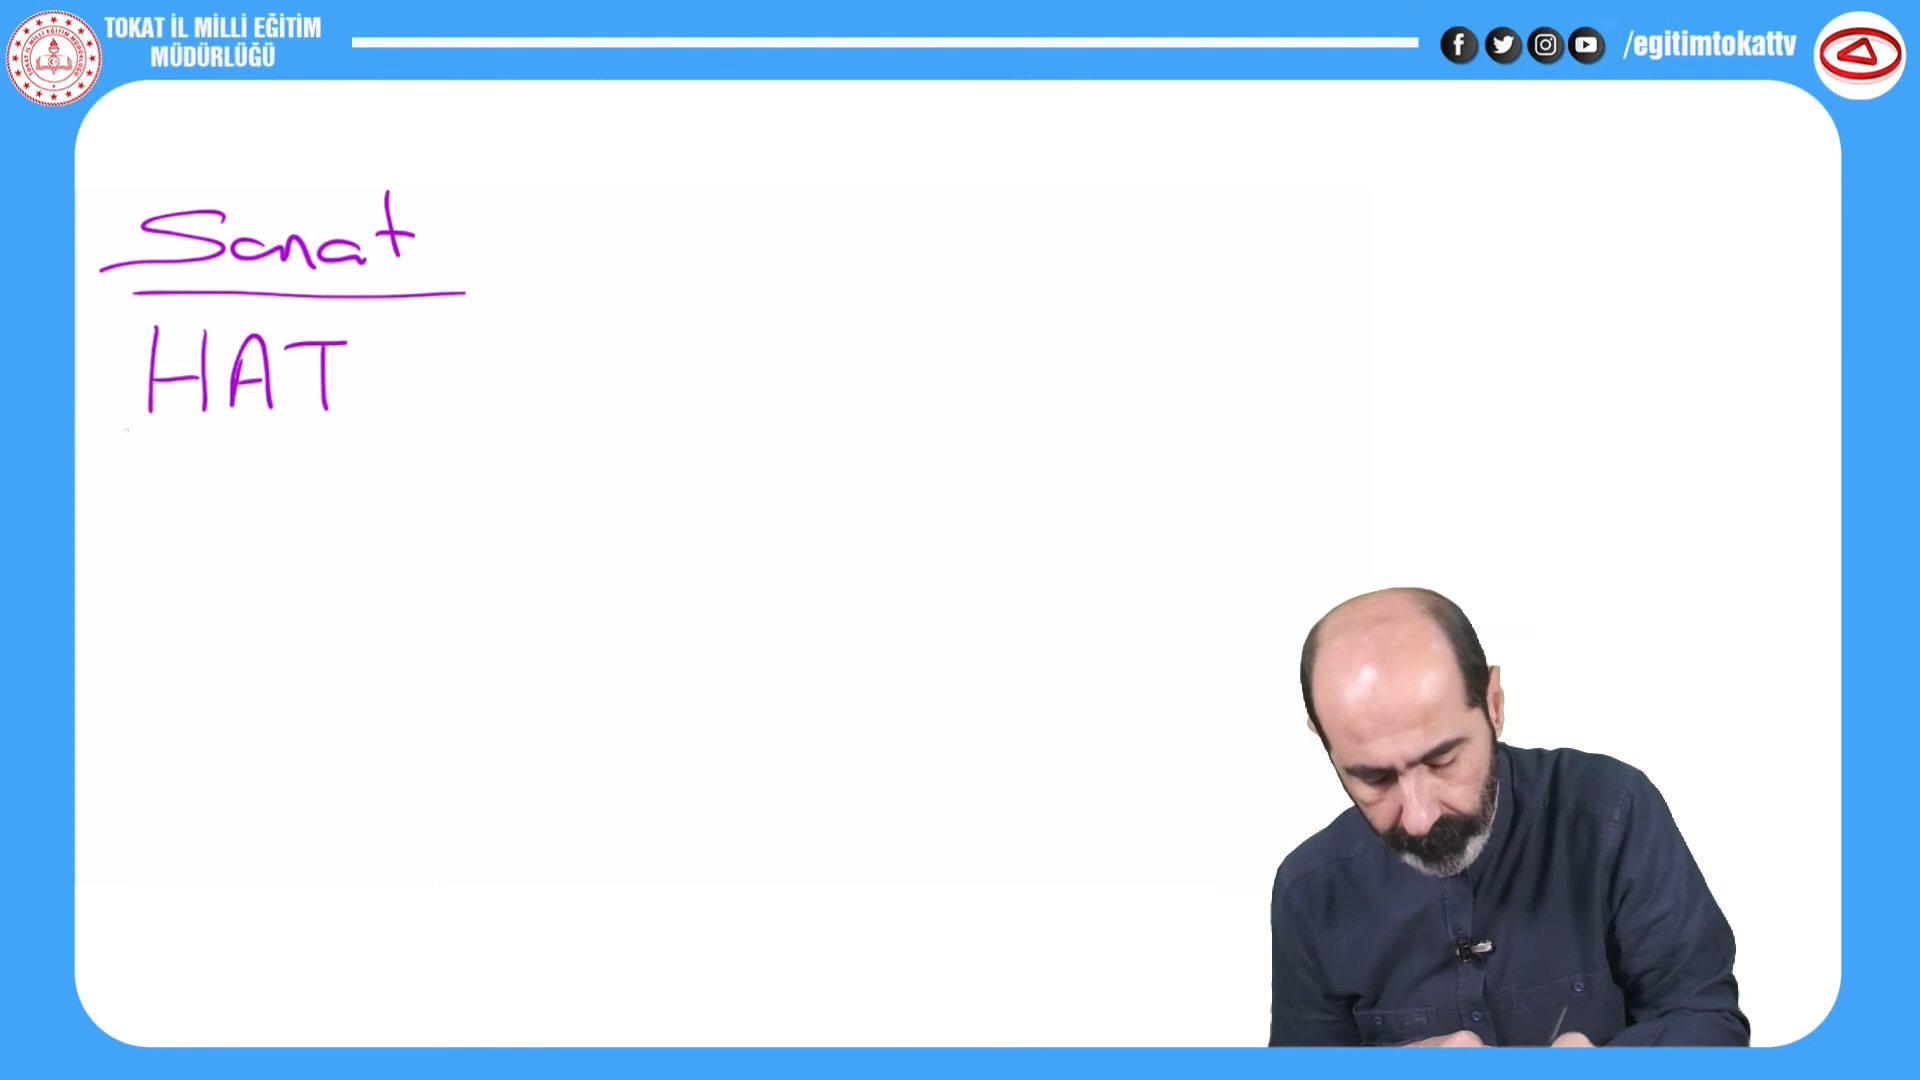 TOKAT İL MİLLİ EĞİTİM
MÜDÜRLÜĞÜ
/egitimtokattv
Sanat
HAT